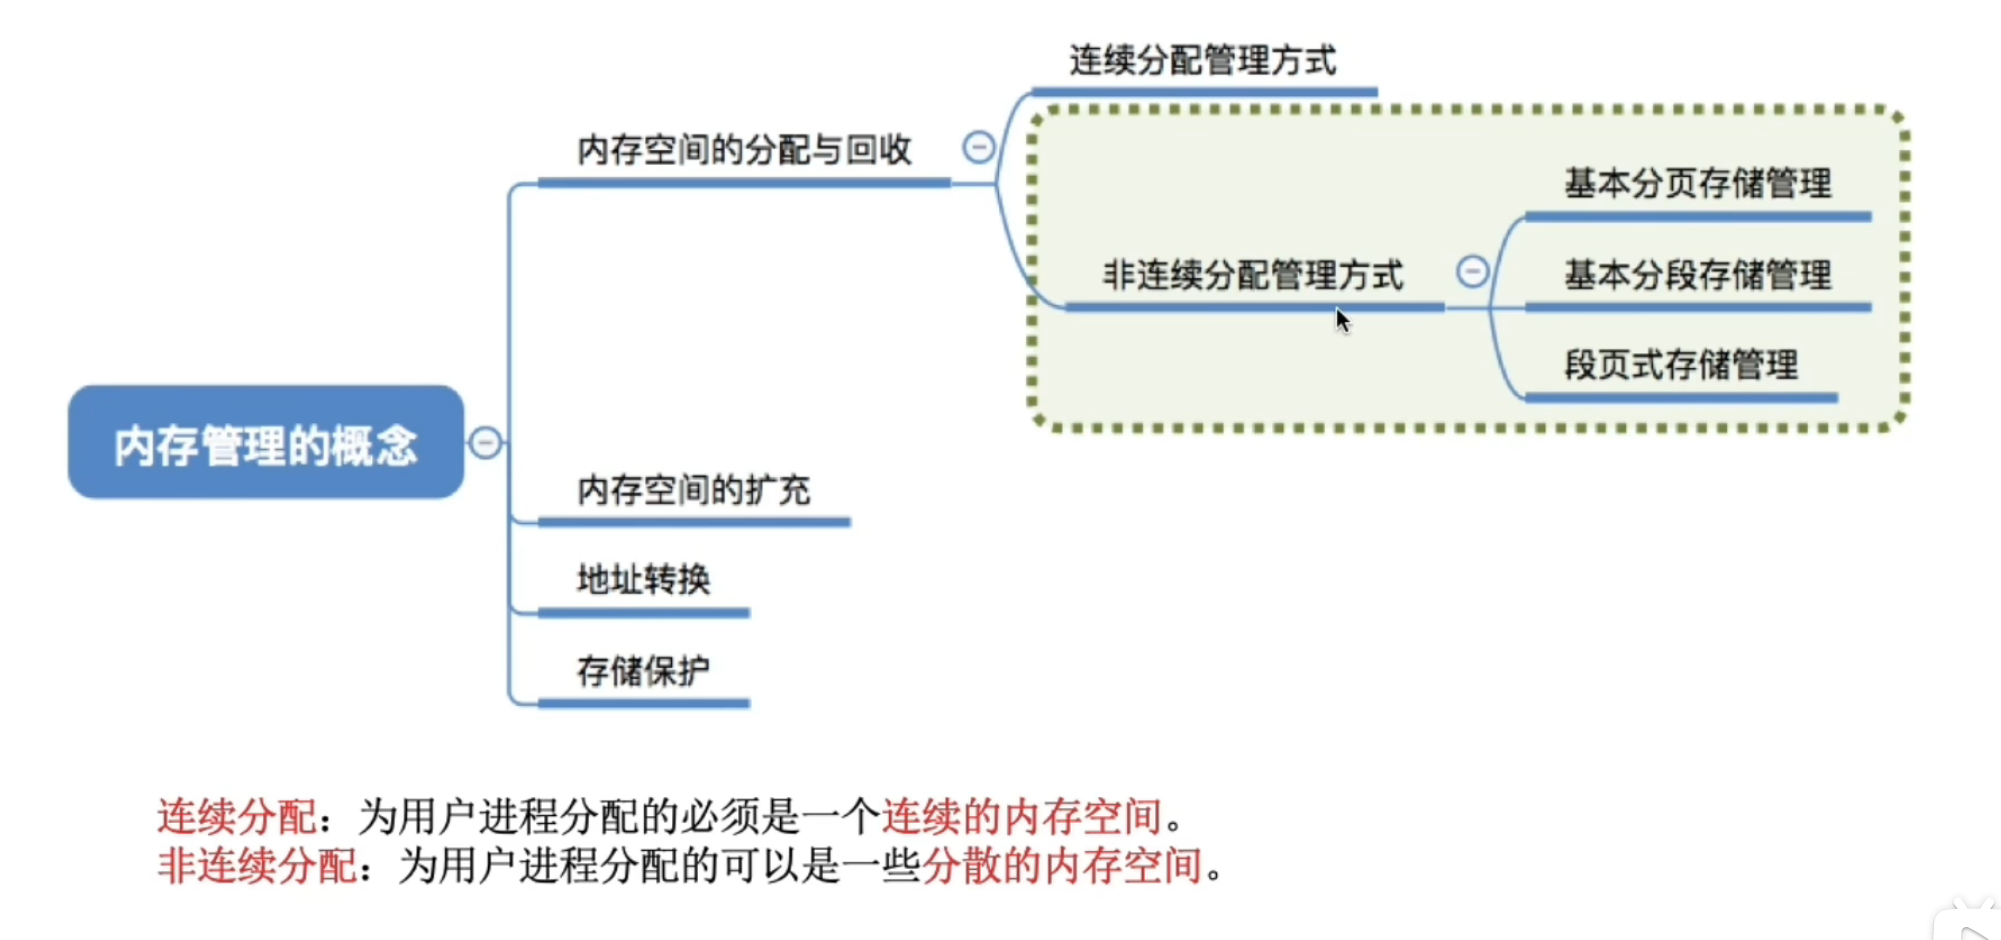 连续分配管理方式
内存空间的分配与回收
基本分页存储管理
非连续分配管理方式
基本分段存储管理
段页式存储管理
内存管理的概念
内存空间的扩充
地址转换
存储保护
连续分配：为用户进程分配的必须是一个连续的内存空间。
非连续分配：为用户进程分配的可以是一些分散的内存空间。